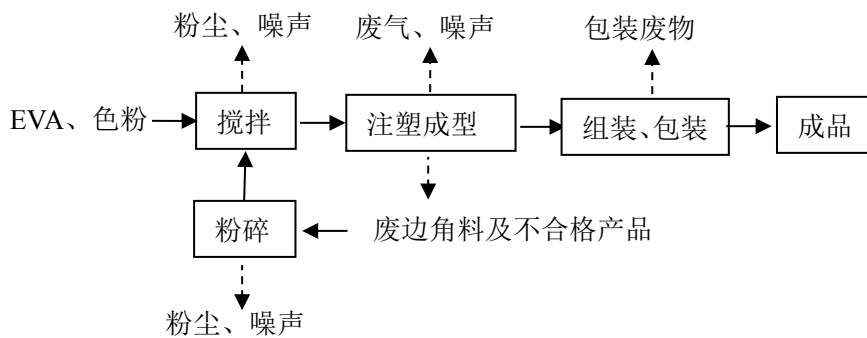 粉尘、噪声
废气、噪声
包装废物
EVA、色粉
搅拌
注塑成型
组装、包装
成品
粉碎
废边角料及不合格产品
粉尘、噪声